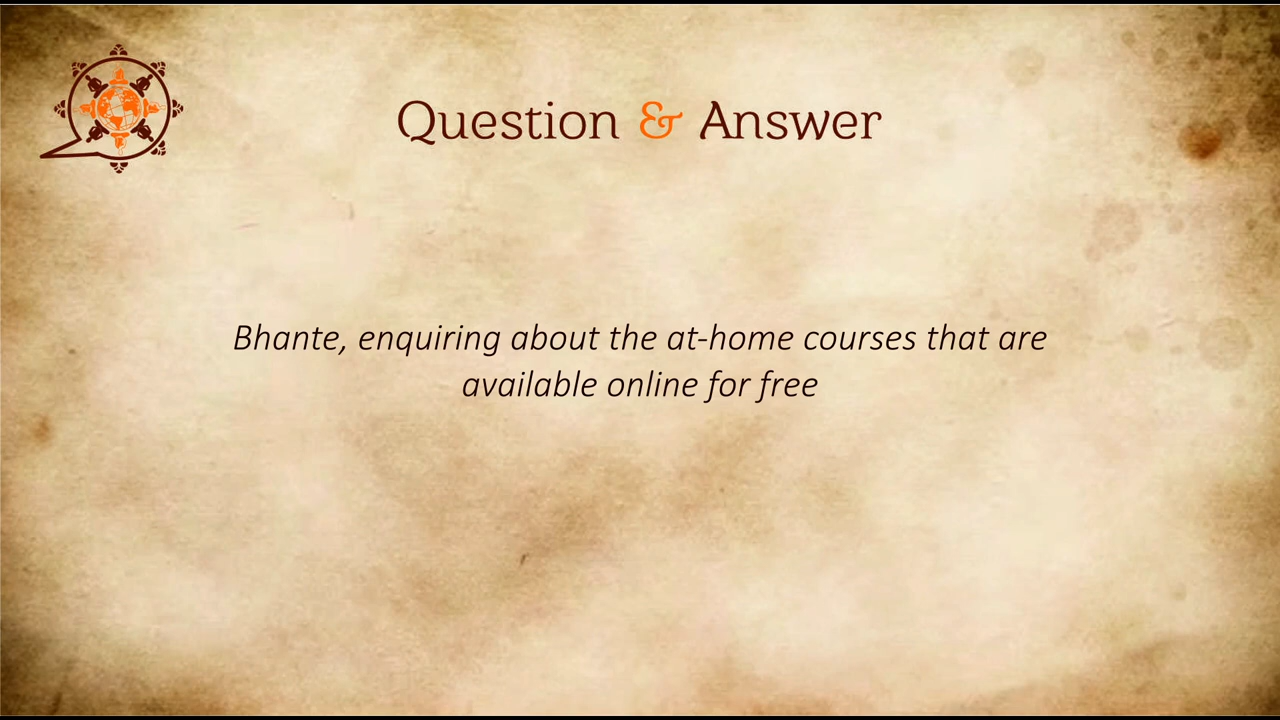 Question & Answer
Bhante, enquiring about the at-home courses that are
available online for free